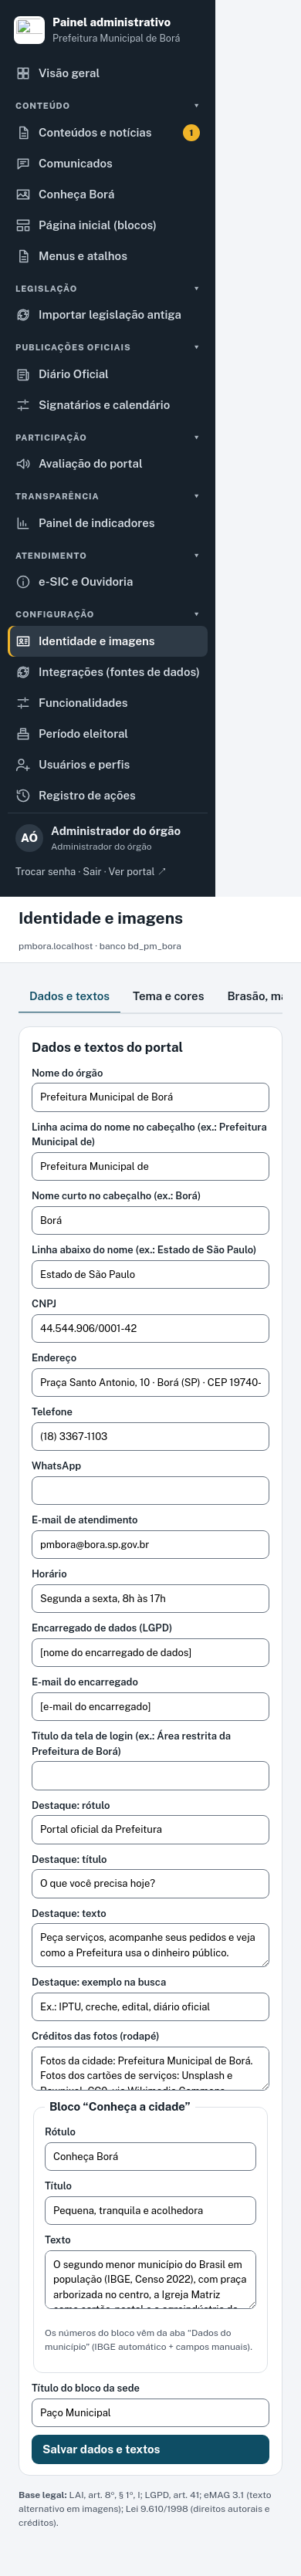 Painel administrativo
Prefeitura Municipal de Borá
Visão geral
CONTEÚDO
Conteúdos e notícias 1
Comunicados
Conheça Borá
Página inicial (blocos)
Menus e atalhos
LEGISLAÇÃO
Importar legislação antiga
PUBLICAÇÕES OFICIAIS
Diário Oficial
Signatários e calendário
PARTICIPAÇÃO
Avaliação do portal
TRANSPARÊNCIA
Painel de indicadores
ATENDIMENTO
e-SIC e Ouvidoria
CONFIGURAÇÃO
Identidade e imagens
Integrações (fontes de dados)
Funcionalidades
Período eleitoral
Usuários e perfis
Registro de ações
AÓ
Administrador do órgão
Administrador do órgão
Trocar senha · Sair · Ver portal ↗
Identidade e imagens
pmbora.localhost · banco bd_pm_bora
Dados e textos Tema e cores Brasão,
Dados e textos do portal
Nome do órgão
Prefeitura Municipal de Borá
Linha acima do nome no cabeçalho (ex.: Prefeitura
Municipal de)
Prefeitura Municipal de
Nome curto no cabeçalho (ex.: Borá)
Borá
Linha abaixo do nome (ex.: Estado de São Paulo)
Estado de São Paulo
CNPJ
44.544.906/0001-42
Endereço
Praça Santo Antonio, 10 · Borá (SP) · CEP 19740-
Telefone
(18) 3367-1103
WhatsApp
E-mail de atendimento
pmbora@bora.sp.gov.br
Horário
Segunda a sexta, 8h às 17h
Encarregado de dados (LGPD)
[nome do encarregado de dados]
E-mail do encarregado
[e-mail do encarregado]
Título da tela de login (ex.: Área restrita da
Prefeitura de Borá)
Destaque: rótulo
Portal oficial da Prefeitura
Destaque: título
O que você precisa hoje?
Destaque: texto
Peça serviços, acompanhe seus pedidos e veja
como a Prefeitura usa o dinheiro público.
Destaque: exemplo na busca
Ex.: IPTU, creche, edital, diário oficial
Créditos das fotos (rodapé)
Fotos da cidade: Prefeitura Municipal de Borá.
Fotos dos cartões de serviços: Unsplash e
Bloco “Conheça a cidade”
Rótulo
Conheça Borá
Título
Pequena, tranquila e acolhedora
Texto
O segundo menor município do Brasil em
população (IBGE, Censo 2022), com praça
arborizada no centro, a Igreja Matriz
Os números do bloco vêm da aba “Dados do
município” (IBGE automático + campos manuais).
Título do bloco da sede
Paço Municipal
Salvar dados e textos
Base legal: LAI, art. 8º, § 1º, I; LGPD, art. 41; eMAG 3.1 (texto
alternativo em imagens); Lei 9.610/1998 (direitos autorais e
créditos).